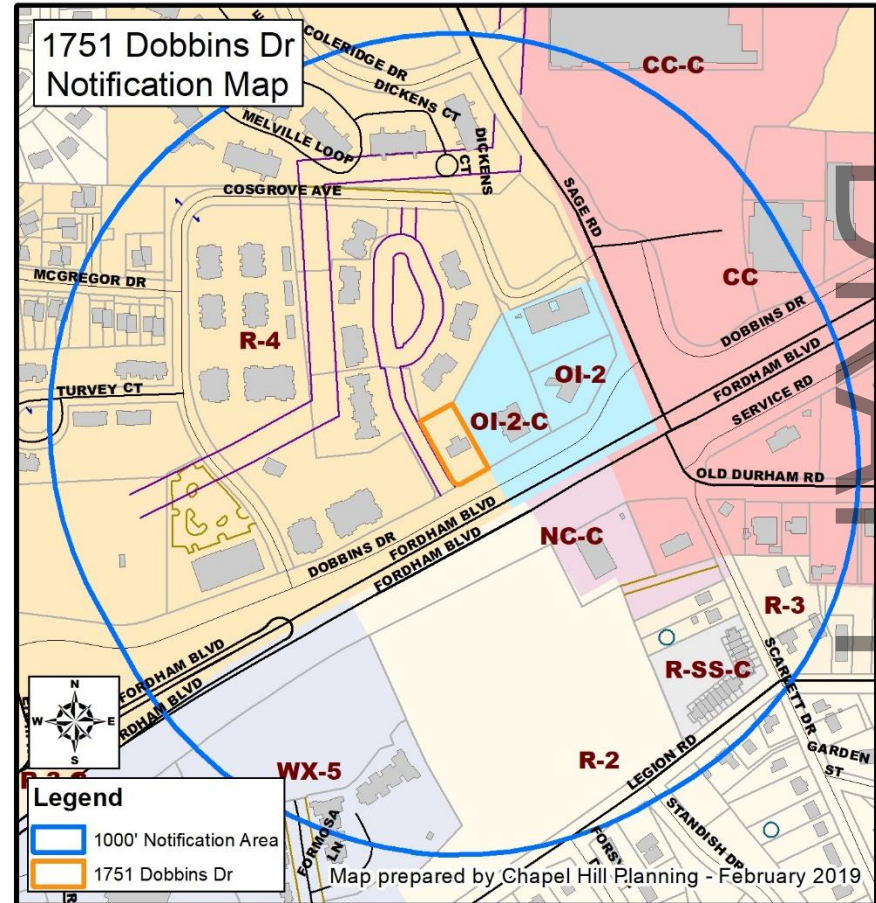 1751 Dobbins Dr
Notification Map
COLERIDGE DR
CC-C
DICKENS CT
MELVILLE LOOP
DICKENS
CT
COSGROVE AVE
SAGE RD
MCGREGOR DR
CC
DOBBINS DR
R-4
FORDHAM BLVD
OI-2
SERVICE RD
TURVEY CT
OI-2-C
OLD DURHAM RD
FORDHAM BLVD
DOBBINS DR
FORDHAM BLVD
NC-C
R-3
FORDHAM BLVD
R-SS-C
SCARLETT DR
N
W E
S
LEGION RD
GARDEN
ST
WX-5
R-2
Legend
1000' Notification Area
1751 Dobbins Dr
FORMOSA
LN
STANDISH DR
Map prepared by Chapel Hill Planning - February 2019